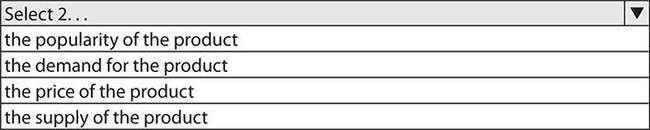 Select 2...
the popularity of the product
the demand for the product
the price of the product
the supply of the product